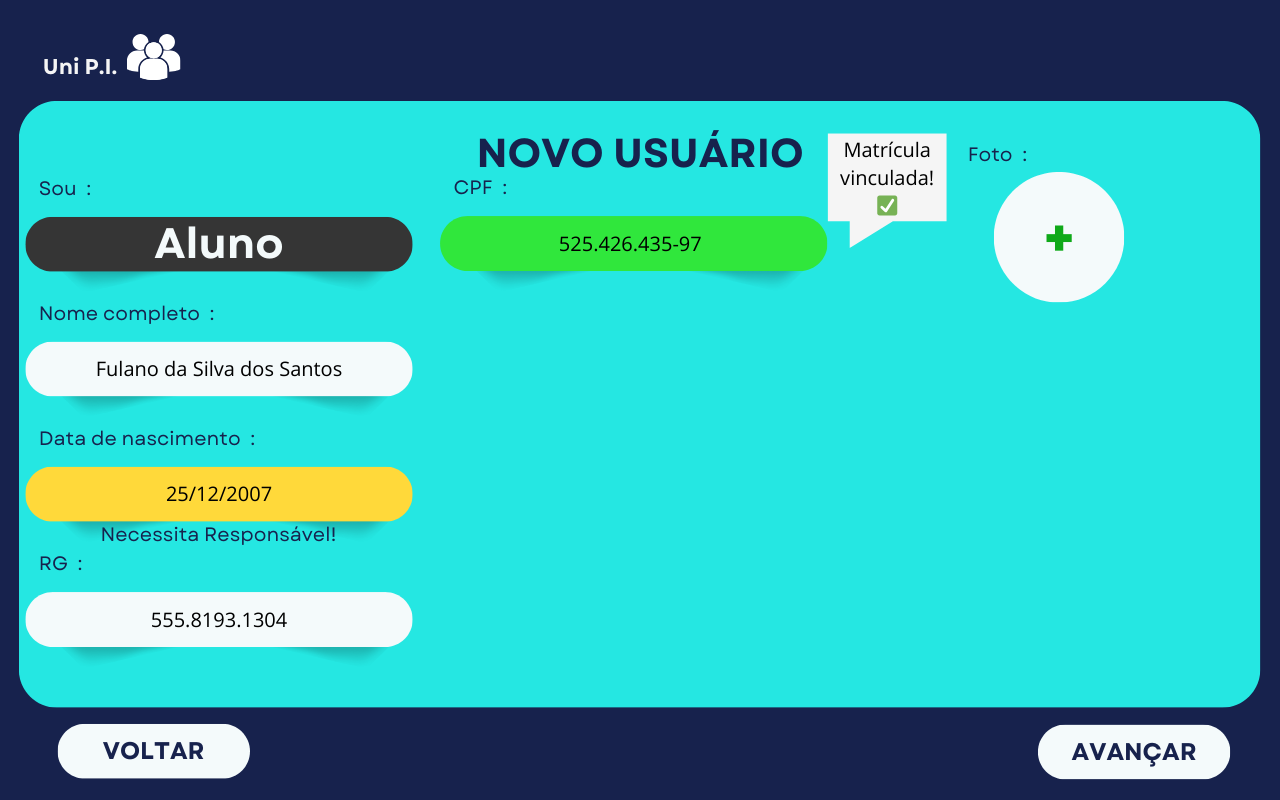 Uni P.I.
NOVO USUÁRIO
Matrícula
vinculada!
✅
Foto :
Sou :
Aluno
CPF :
525.426.435-97
Nome completo :
Fulano da Silva dos Santos
Data de nascimento :
25/12/2007
Necessita Responsável!
RG :
555.8193.1304
VOLTAR
AVANÇAR